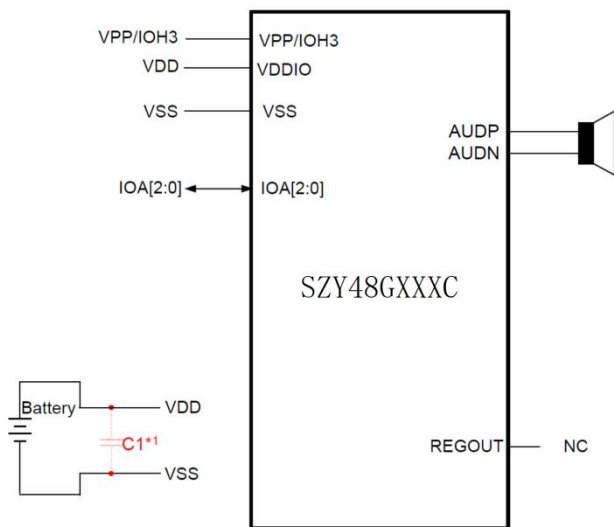 VPP/IOH3 VPP/IOH3
VDD VDDIO
VSS VSS
AUDP
AUDN
IOA[2:0] IOA[2:0]
SZY48GXXXC
Battery VDD
C1*1
REGOUT NC
VSS